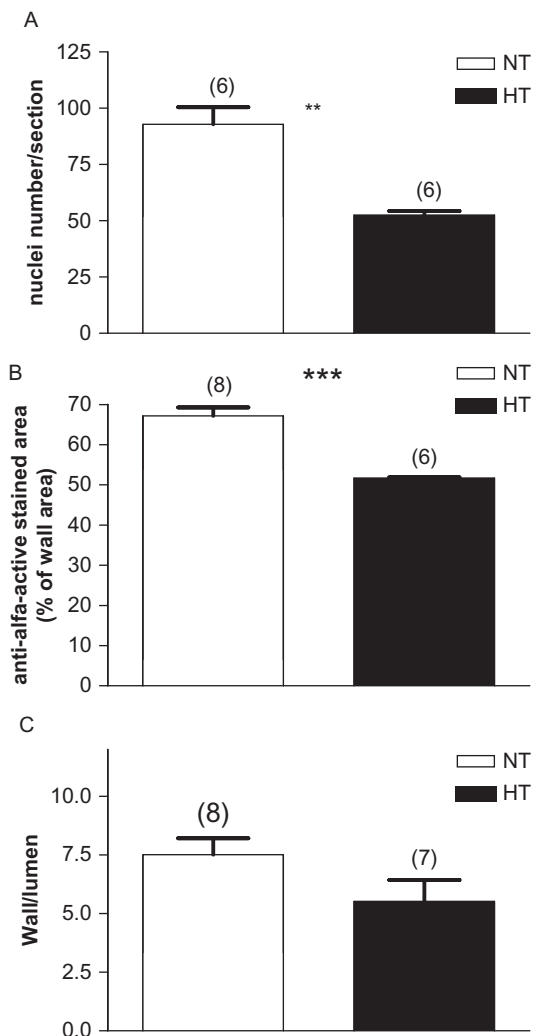 A
125
100
75
50
25
0
nuclei number/section
(6)
**
(6)
NT
HT
B
70
60
50
40
30
20
10
0
anti-alfa-active stained area
(% of wall area)
(8)
***
(6)
NT
HT
C
10.0
7.5
5.0
2.5
0.0
Wall/lumen
(8)
(7)
NT
HT